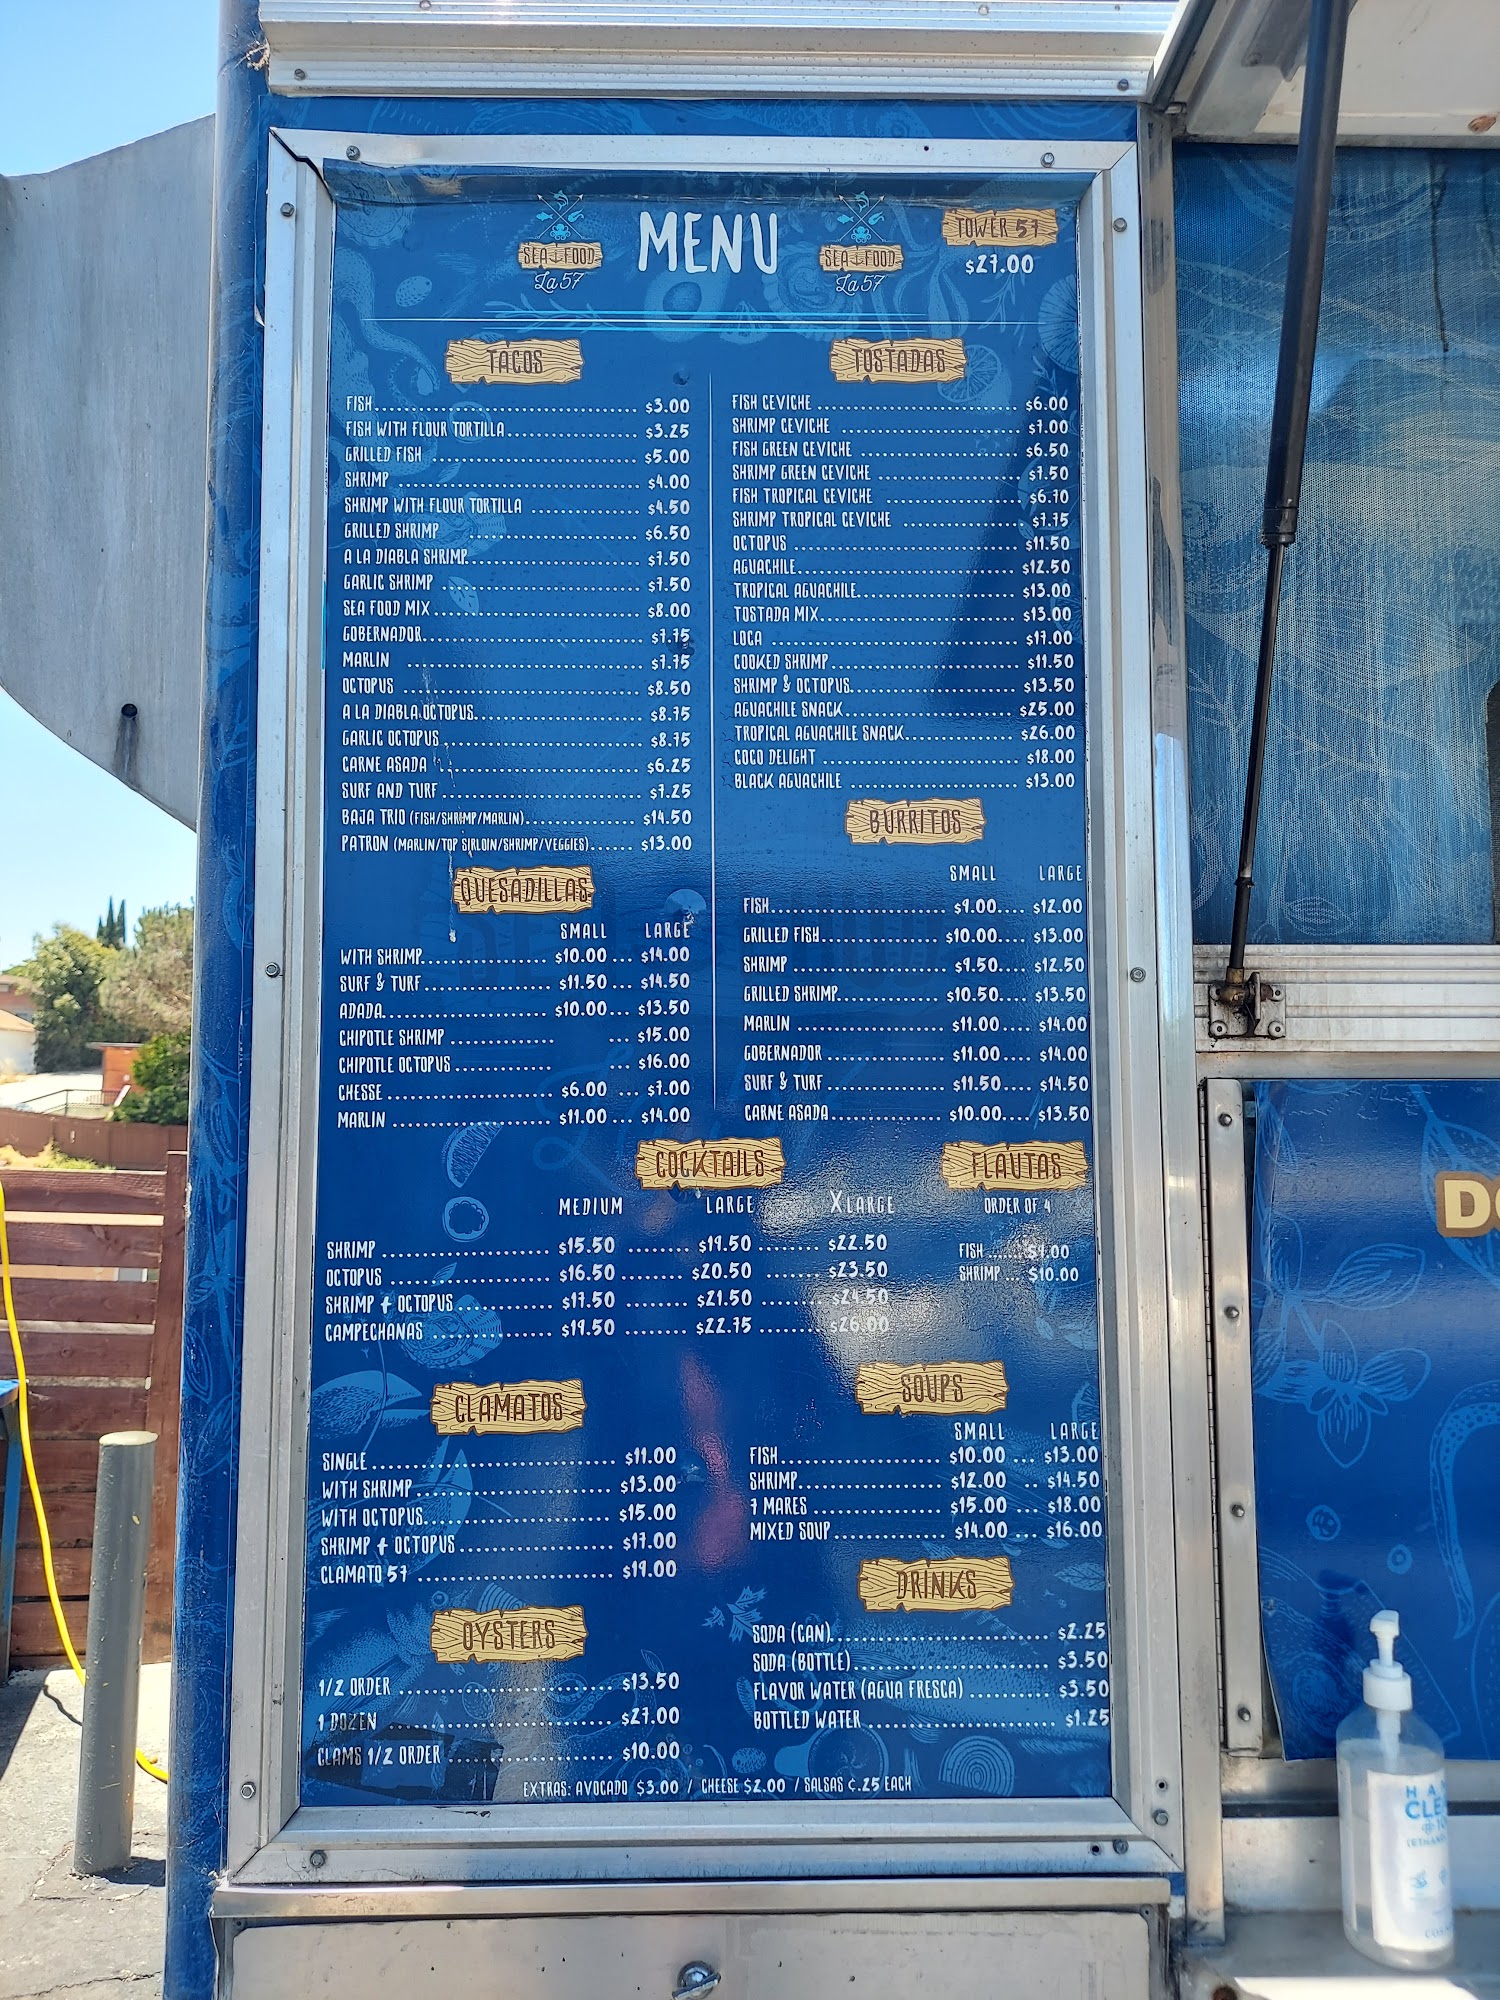 MENU
SEA FOOD
La 57
SEA FOOD
La 57
TOWER 57
$27.00
TACOS
FISH........ $3.00
FISH WITH FLOUR TORTILLA........ $3.25
GRILLED FISH ........ $5.00
SHRIMP ........ $4.00
SHRIMP WITH FLOUR TORTILLA ........ $4.50
GRILLED SHRIMP ........ $6.50
A LA DIABLA SHRIMP........ $7.50
GARLIC SHRIMP ........ $7.50
SEA FOOD MIX........ $8.00
GOBERNADOR........ $7.75
MARLIN ........ $7.75
OCTOPUS ........ $8.50
A LA DIABLA OCTOPUS........ $8.75
GARLIC OCTOPUS ........ $8.75
CARNE ASADA ........ $6.25
SURF AND TURF ........ $7.25
BAJA TRIO (FISH/SHRIMP/MARLIN)........ $14.50
PATRON (MARLIN/TOP SIRLOIN/SHRIMP/VEGGIES)...... $13.00
QUESADILLAS
SMALL LARGE
WITH SHRIMP........ $10.00 ... $14.00
SURF & TURF........ $11.50 ... $14.50
ADADA........ $10.00... $13.50
CHIPOTLE SHRIMP ........ ... $15.00
CHIPOTLE OCTOPUS ........ ... $16.00
CHESSE ........ $6.00 ... $7.00
MARLIN ........ $11.00 ... $14.00
TOSTADAS
FISH CEVICHE ........ $6.00
SHRIMP CEVICHE ........ $7.00
FISH GREEN CEVICHE ........ $6.50
SHRIMP GREEN CEVICHE ........ $7.50
FISH TROPICAL CEVICHE ........ $6.70
SHRIMP TROPICAL CEVICHE ........ $7.75
OCTOPUS ........ $11.50
AGUACHILE........ $12.50
TROPICAL AGUACHILE........ $13.00
TOSTADA MIX........ $13.00
LOCA ........ $17.00
COOKED SHRIMP........ $11.50
SHRIMP & OCTOPUS........ $13.50
AGUACHILE SNACK........ $25.00
TROPICAL AGUACHILE SNACK........ $26.00
COCO DELIGHT ........ $18.00
BLACK AGUACHILE ........ $13.00
BURRITOS
SMALL LARGE
FISH........ $9.00.... $12.00
GRILLED FISH........ $10.00.... $13.00
SHRIMP ........ $9.50.... $12.50
GRILLED SHRIMP........ $10.50.... $13.50
MARLIN ........ $11.00 .... $14.00
GOBERNADOR ........ $11.00.... $14.00
SURF & TURF ........ $11.50.... $14.50
CARNE ASADA........ $10.00.... $13.50
COCKTAILS
MEDIUM LARGE XLARGE
SHRIMP ........ $15.50 ........ $19.50 ........ $22.50
OCTOPUS ........ $16.50 ........ $20.50 ....... $23.50
SHRIMP + OCTOPUS ........ $17.50 ........ $21.50 ........ $24.50
CAMPECHANAS ........ $19.50 ........ $22.75 ........ $26.00
FLAUTAS
ORDER OF 4
FISH ....... $9.00
SHRIMP ... $10.00
CLAMATOS
SINGLE ........ $11.00
WITH SHRIMP ........ $13.00
WITH OCTOPUS........ $15.00
SHRIMP + OCTOPUS........ $17.00
CLAMATO 57 ........ $19.00
SOUPS
SMALL LARGE
FISH........ $10.00 ... $13.00
SHRIMP........ $12.00 .. $14.50
7 MARES ........ $15.00 ... $18.00
MIXED SOUP........ $14.00 ... $16.00
OYSTERS
1/2 ORDER ........ $13.50
1 DOZEN ........ $27.00
CLAMS 1/2 ORDER ........ $10.00
DRINKS
SODA (CAN)........ $2.25
SODA (BOTTLE)........ $3.50
FLAVOR WATER (AGUA FRESCA) .......... $3.50
BOTTLED WATER ........ $1.25
EXTRAS: AVOCADO $3.00 / CHEESE $2.00 / SALSAS ¢.25 EACH